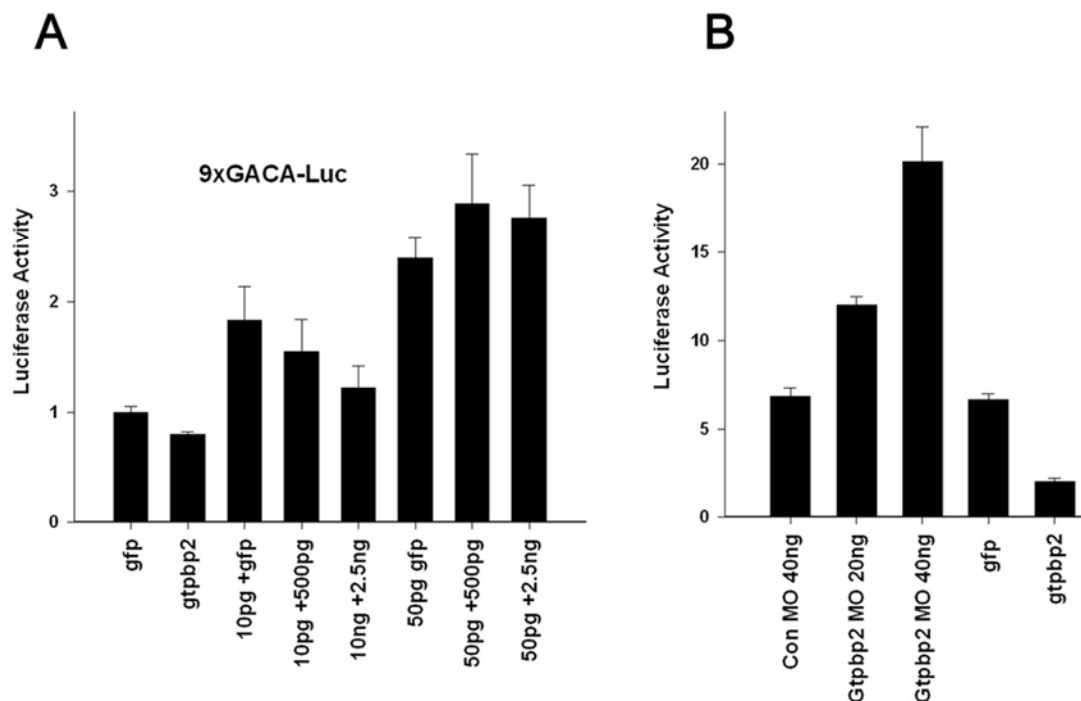 A
B
9xGACA-Luc
Luciferase Activity
3
2
1
0
gfp
gtpbp2
10pg +gfp
10pg +500pg
10ng +2.5ng
50pg gfp
50pg +500pg
50pg +2.5ng
Luciferase Activity
20
15
10
5
0
Con MO 40ng
Gtpbp2 MO 20ng
Gtpbp2 MO 40ng
gfp
gtpbp2